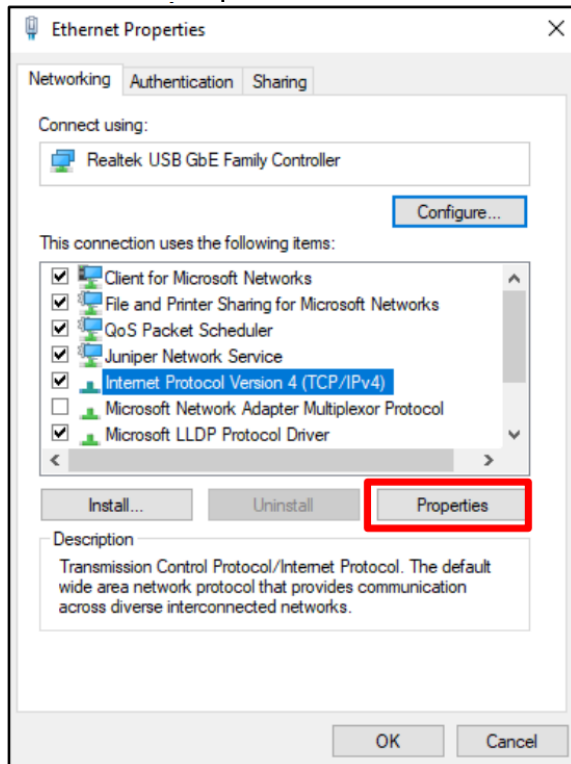 Ethernet Properties
Networking Authentication Sharing
Connect using:
Realtek USB GbE Family Controller
Configure...
This connection uses the following items:
Client for Microsoft Networks
File and Printer Sharing for Microsoft Networks
QoS Packet Scheduler
Juniper Network Service
Internet Protocol Version 4 (TCP/IPv4)
Microsoft Network Adapter Multiplexor Protocol
Microsoft LLDP Protocol Driver
Install... Uninstall Properties
Description
Transmission Control Protocol/Internet Protocol. The default
wide area network protocol that provides communication
across diverse interconnected networks.
OK Cancel